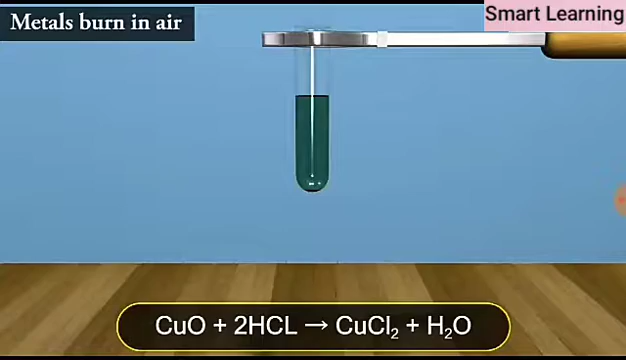 Smart Learning
Metals burn in air
CuO + 2HCL → CuCl₂ + H₂O